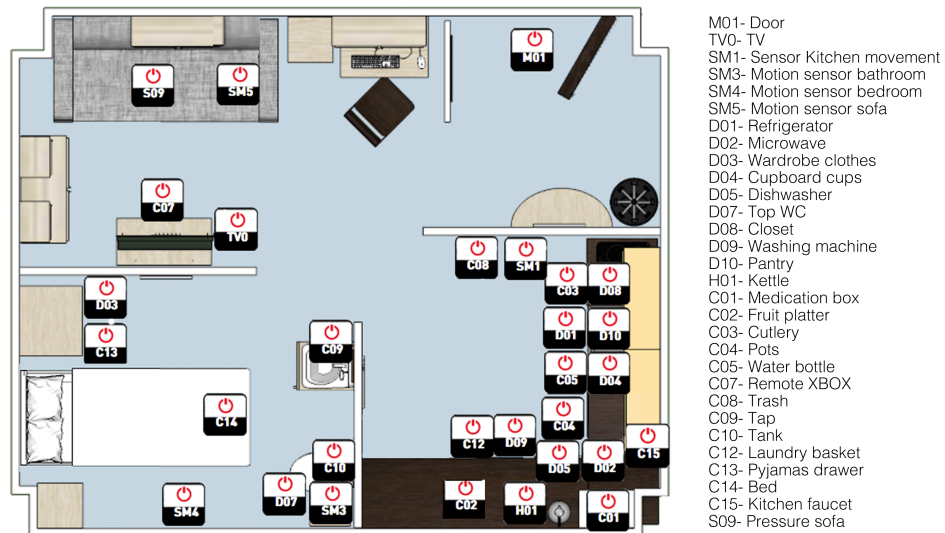 S09
SM5
M01
C07
TV0
C08
SM1
C03
D08
D03
D01
D10
C13
C09
C05
D04
C14
C04
C12
D09
C15
C10
D05
D02
SM4
D07
SM3
C02
H01
C01
M01- Door
TV0- TV
SM1- Sensor Kitchen movement
SM3- Motion sensor bathroom
SM4- Motion sensor bedroom
SM5- Motion sensor sofa
D01- Refrigerator
D02- Microwave
D03- Wardrobe clothes
D04- Cupboard cups
D05- Dishwasher
D07- Top WC
D08- Closet
D09- Washing machine
D10- Pantry
H01- Kettle
C01- Medication box
C02- Fruit platter
C03- Cutlery
C04- Pots
C05- Water bottle
C07- Remote XBOX
C08- Trash
C09- Tap
C10- Tank
C12- Laundry basket
C13- Pyjamas drawer
C14- Bed
C15- Kitchen faucet
S09- Pressure sofa